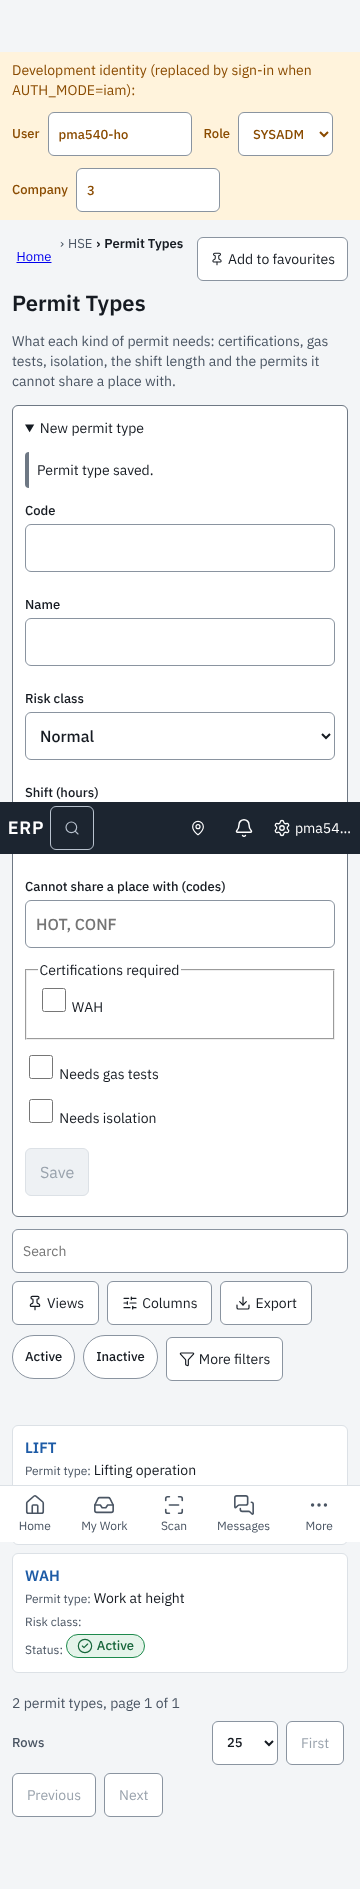 Development identity (replaced by sign-in when
AUTH_MODE=iam):
User pma540-ho Role SYSADM
Company 3
Home › HSE › Permit Types
Add to favourites
Permit Types
What each kind of permit needs: certifications, gas
tests, isolation, the shift length and the permits it
cannot share a place with.
▼ New permit type
Permit type saved.
Code
Name
Risk class
Normal
Shift (hours)
ERP pma54...
Cannot share a place with (codes)
HOT, CONF
Certifications required
WAH
Needs gas tests
Needs isolation
Save
Search
Views Columns Export
Active Inactive More filters
LIFT
Permit type: Lifting operation
Home My Work Scan Messages More
WAH
Permit type: Work at height
Risk class:
Status: Active
2 permit types, page 1 of 1
Rows 25 First
Previous Next